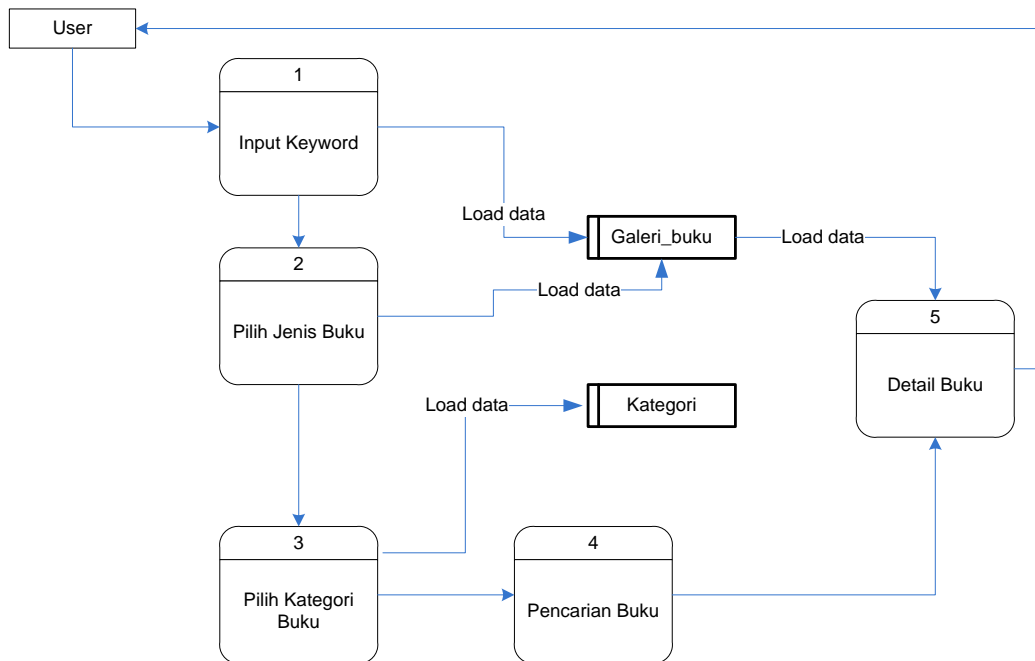 User
1
Input Keyword
Load data
Galeri_buku
Load data
2
Pilih Jenis Buku
Load data
5
Detail Buku
Load data
Kategori
3
Pilih Kategori
Buku
4
Pencarian Buku